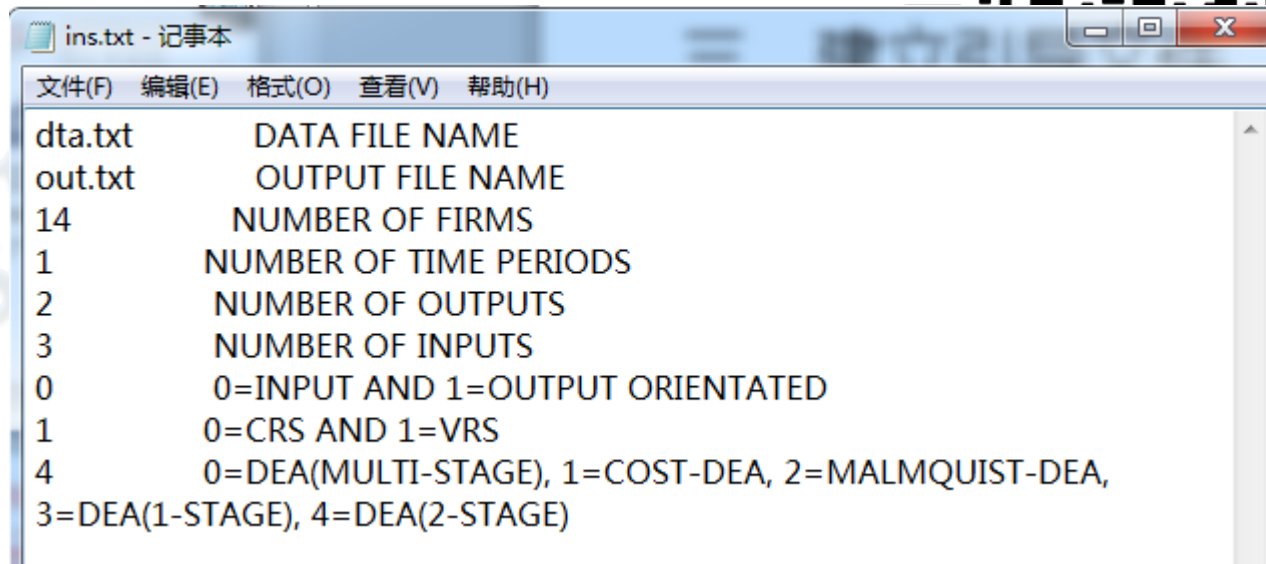 ins.txt - 记事本
文件(F) 编辑(E) 格式(O) 查看(V) 帮助(H)
dta.txt DATA FILE NAME
out.txt OUTPUT FILE NAME
14 NUMBER OF FIRMS
1 NUMBER OF TIME PERIODS
2 NUMBER OF OUTPUTS
3 NUMBER OF INPUTS
0 0=INPUT AND 1=OUTPUT ORIENTATED
1 0=CRS AND 1=VRS
4 0=DEA(MULTI-STAGE), 1=COST-DEA, 2=MALMQUIST-DEA,
3=DEA(1-STAGE), 4=DEA(2-STAGE)